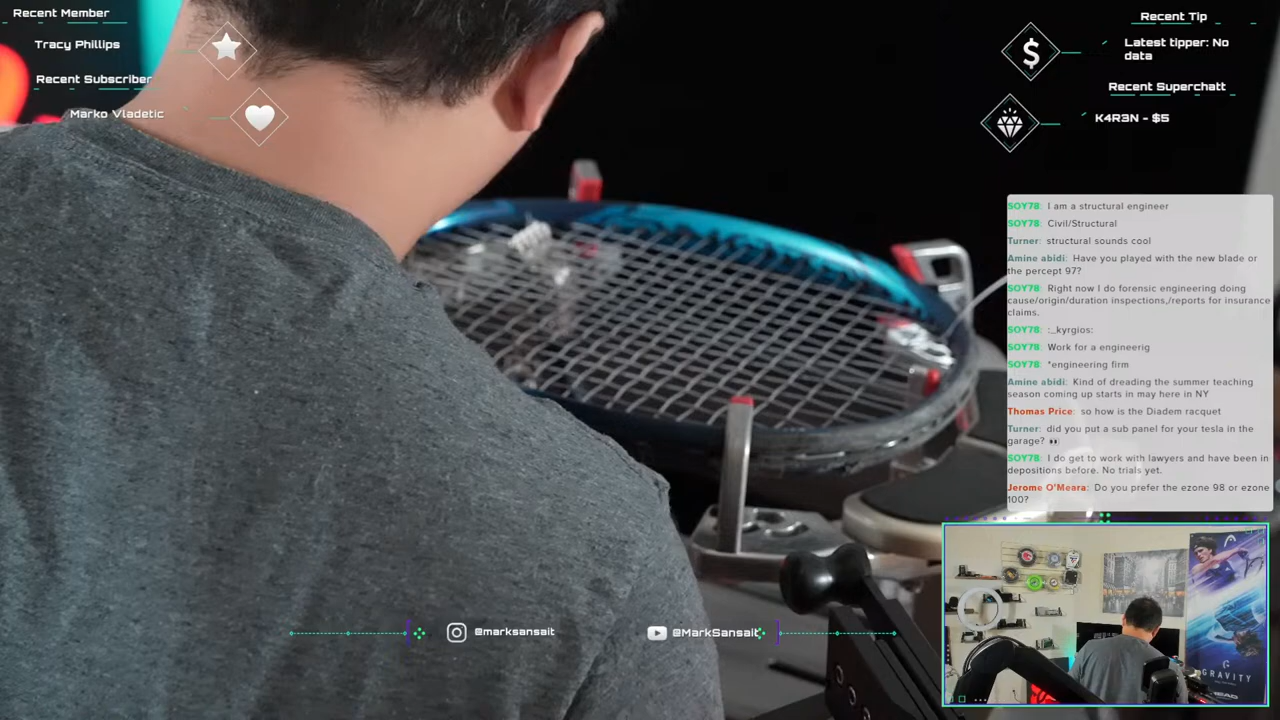 Recent Member
Tracy Phillips
Recent Subscriber
Marko Vladetic
Recent Tip
Latest tipper: No
data
Recent Superchatt
K4R3N - $5
SOY78: I am a structural engineer
SOY78: Civil/Structural
Turner: structural sounds cool
Amine abidi: Have you played with the new blade or
the percept 97?
SOY78: Right now I do forensic engineering doing
cause/origin/duration inspections,/reports for insurance
claims.
SOY78: :_kyrgios:
SOY78: Work for a engineerig
SOY78: *engineering firm
Amine abidi: Kind of dreading the summer teaching
season coming up starts in may here in NY
Thomas Price: so how is the Diadem racquet
Turner: did you put a sub panel for your tesla in the
garage? 👀
SOY78: I do get to work with lawyers and have been in
depositions before. No trials yet.
Jerome O'Meara: Do you prefer the ezone 98 or ezone
100?
@marksansait
@MarkSansait
GRAVITY
HEAD